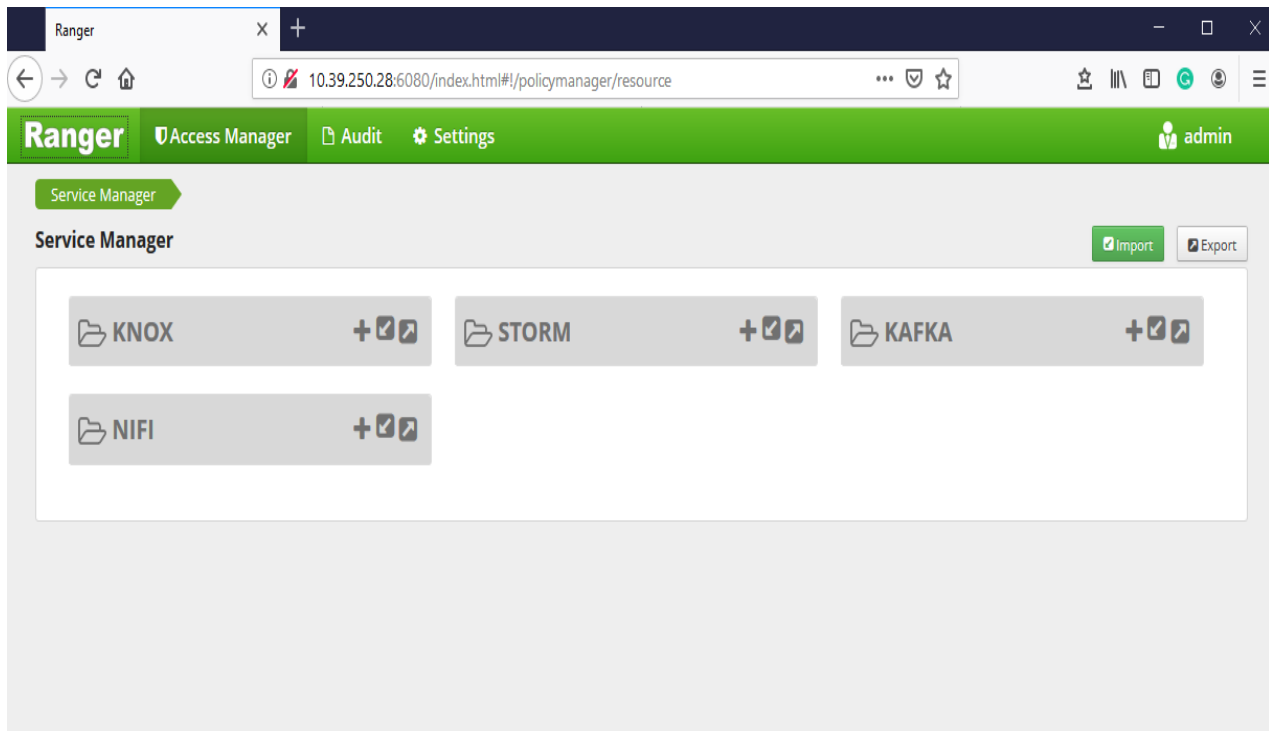 Ranger
10.39.250.28:6080/index.html#!/policymanager/resource
Ranger Access Manager Audit Settings admin
Service Manager
Service Manager Import Export
KNOX STORM KAFKA
NIFI